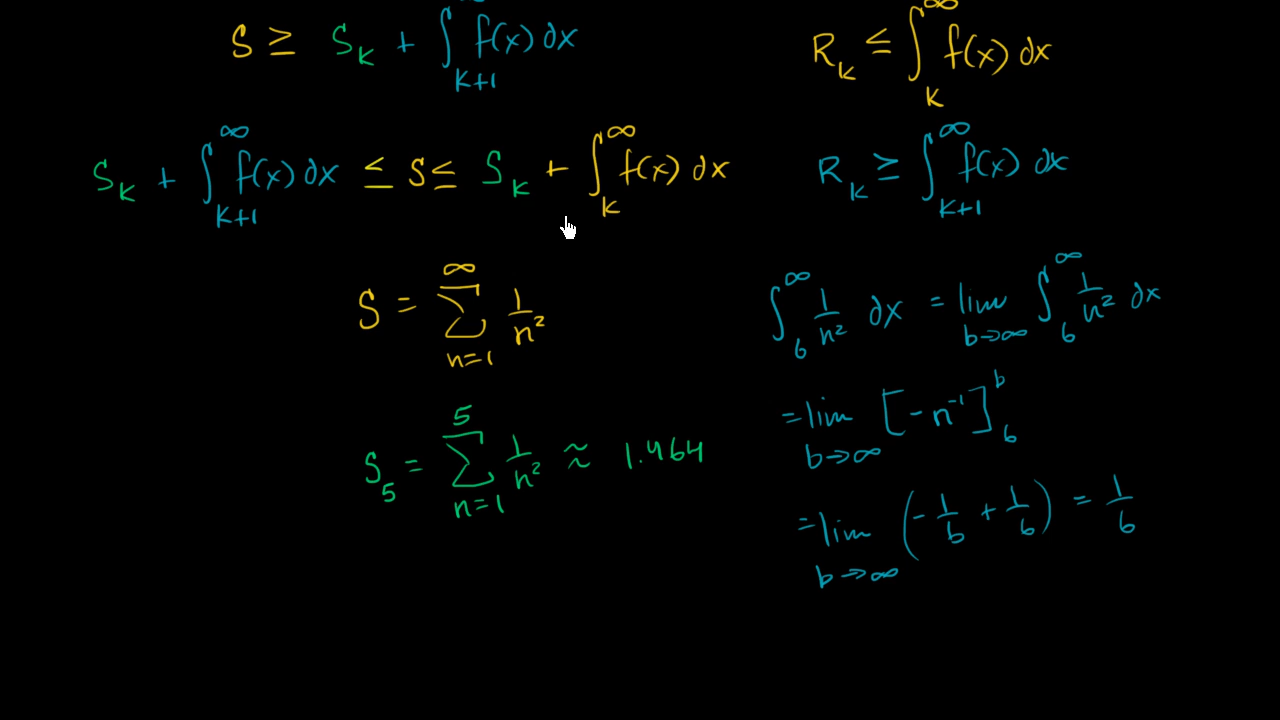 S ≥ S_k + ∫_{k+1}^∞ f(x) dx
R_k ≤ ∫_k^∞ f(x) dx
S_k + ∫_{k+1}^∞ f(x) dx ≤ S ≤ S_k + ∫_k^∞ f(x) dx
R_k ≥ ∫_{k+1}^∞ f(x) dx
S = ∑_{n=1}^∞ 1/n²
∫_6^∞ 1/n² dx = lim_{b→∞} ∫_6^∞ 1/n² dx
= lim_{b→∞} [-n⁻¹]_6^b
S_5 = ∑_{n=1}^5 1/n² ≈ 1.464
= lim_{b→∞} (-1/b + 1/6) = 1/6